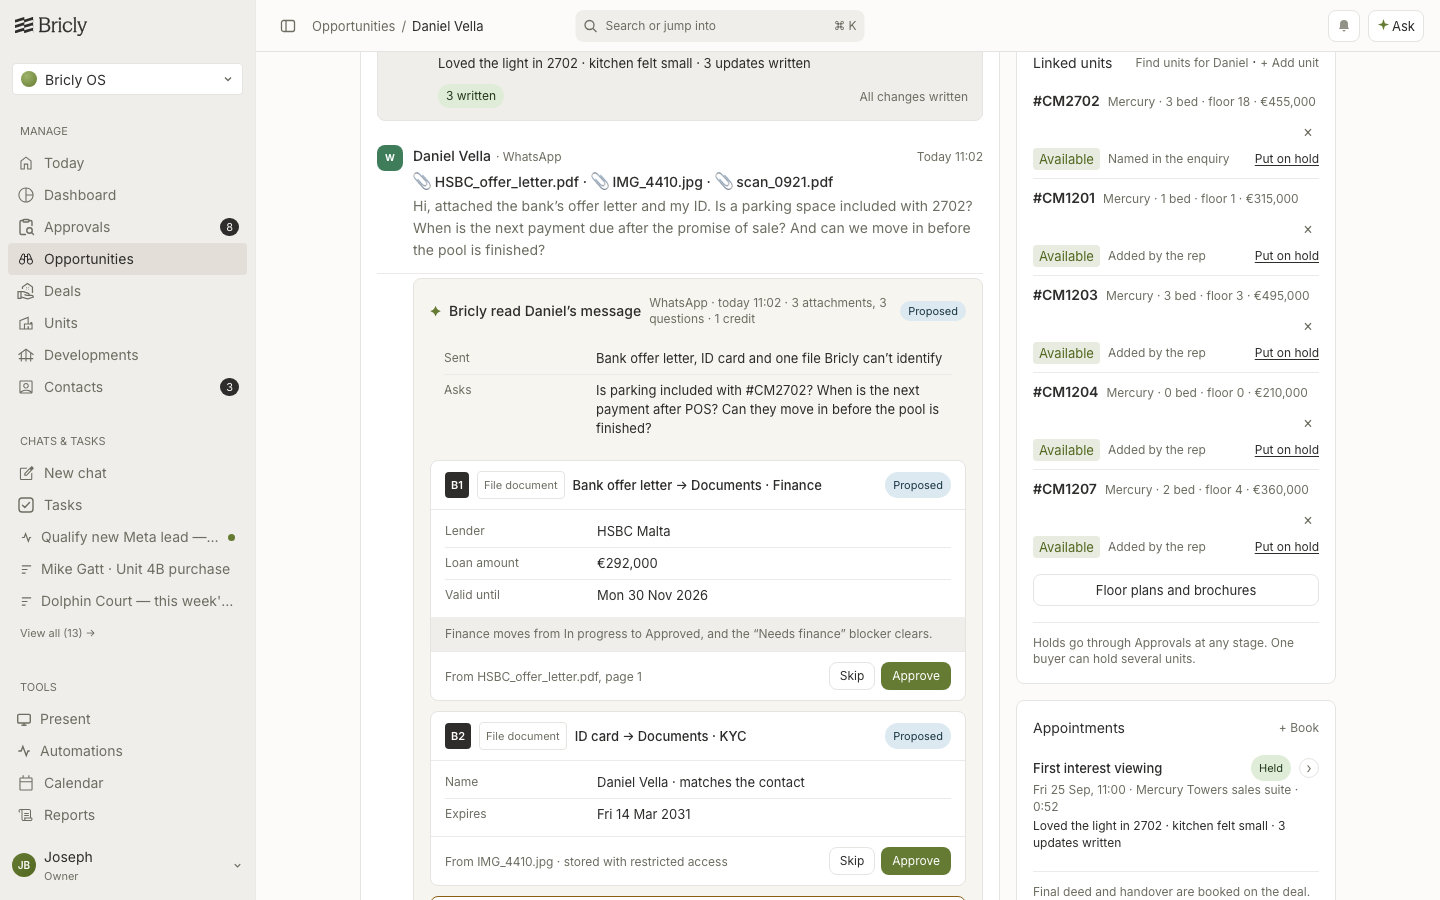 Bricly
Bricly OS
MANAGE
Today
Dashboard
Approvals 8
Opportunities
Deals
Units
Developments
Contacts 3
CHATS & TASKS
New chat
Tasks
Qualify new Meta lead —...
Mike Gatt · Unit 4B purchase
Dolphin Court — this week'...
View all (13) →
TOOLS
Present
Automations
Calendar
Reports
JB Joseph
Owner
Opportunities / Daniel Vella
Search or jump into ⌘ K
Ask
Loved the light in 2702 · kitchen felt small · 3 updates written
3 written All changes written
W Daniel Vella · WhatsApp Today 11:02
HSBC_offer_letter.pdf · IMG_4410.jpg · scan_0921.pdf
Hi, attached the bank’s offer letter and my ID. Is a parking space included with 2702?
When is the next payment due after the promise of sale? And can we move in before
the pool is finished?
Bricly read Daniel’s message WhatsApp · today 11:02 · 3 attachments, 3
questions · 1 credit
Proposed
Sent Bank offer letter, ID card and one file Bricly can’t identify
Asks Is parking included with #CM2702? When is the next
payment after POS? Can they move in before the pool is
finished?
B1 File document Bank offer letter → Documents · Finance Proposed
Lender HSBC Malta
Loan amount €292,000
Valid until Mon 30 Nov 2026
Finance moves from In progress to Approved, and the “Needs finance” blocker clears.
From HSBC_offer_letter.pdf, page 1 Skip Approve
B2 File document ID card → Documents · KYC Proposed
Name Daniel Vella · matches the contact
Expires Fri 14 Mar 2031
From IMG_4410.jpg · stored with restricted access Skip Approve
Linked units Find units for Daniel · + Add unit
#CM2702 Mercury · 3 bed · floor 18 · €455,000
×
Available Named in the enquiry Put on hold
#CM1201 Mercury · 1 bed · floor 1 · €315,000
×
Available Added by the rep Put on hold
#CM1203 Mercury · 3 bed · floor 3 · €495,000
×
Available Added by the rep Put on hold
#CM1204 Mercury · 0 bed · floor 0 · €210,000
×
Available Added by the rep Put on hold
#CM1207 Mercury · 2 bed · floor 4 · €360,000
×
Available Added by the rep Put on hold
Floor plans and brochures
Holds go through Approvals at any stage. One
buyer can hold several units.
Appointments + Book
First interest viewing Held
Fri 25 Sep, 11:00 · Mercury Towers sales suite ·
0:52
Loved the light in 2702 · kitchen felt small · 3
updates written
Final deed and handover are booked on the deal.